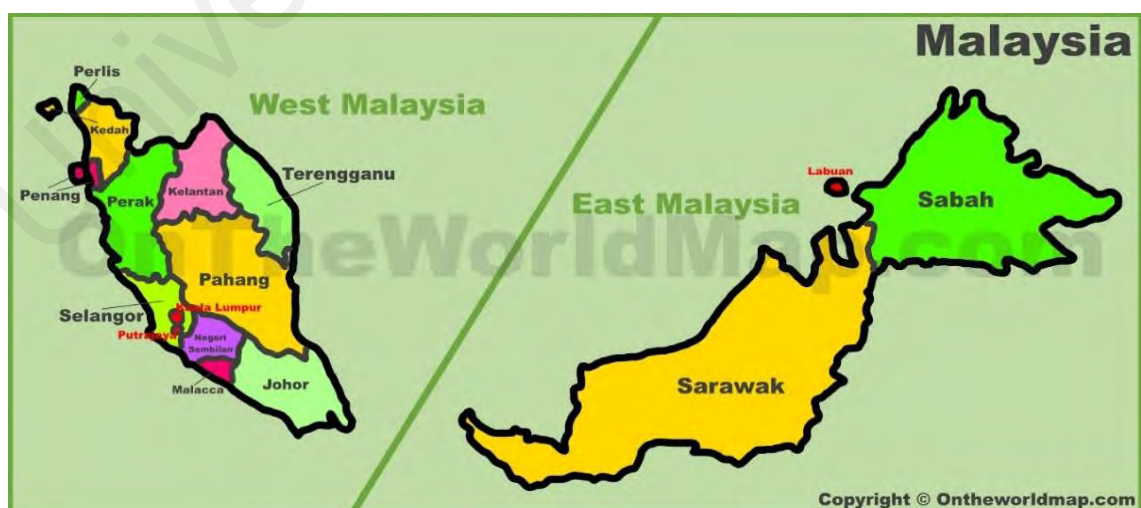 Malaysia
West Malaysia
East Malaysia
Perlis
Kedah
Penang
Perak
Kelantan
Terengganu
Pahang
Selangor
Kuala Lumpur
Putrajaya
Negeri
Sembilan
Malacca
Johor
Labuan
Sabah
Sarawak
OnTheWorldMap.com
Copyright © Ontheworldmap.com